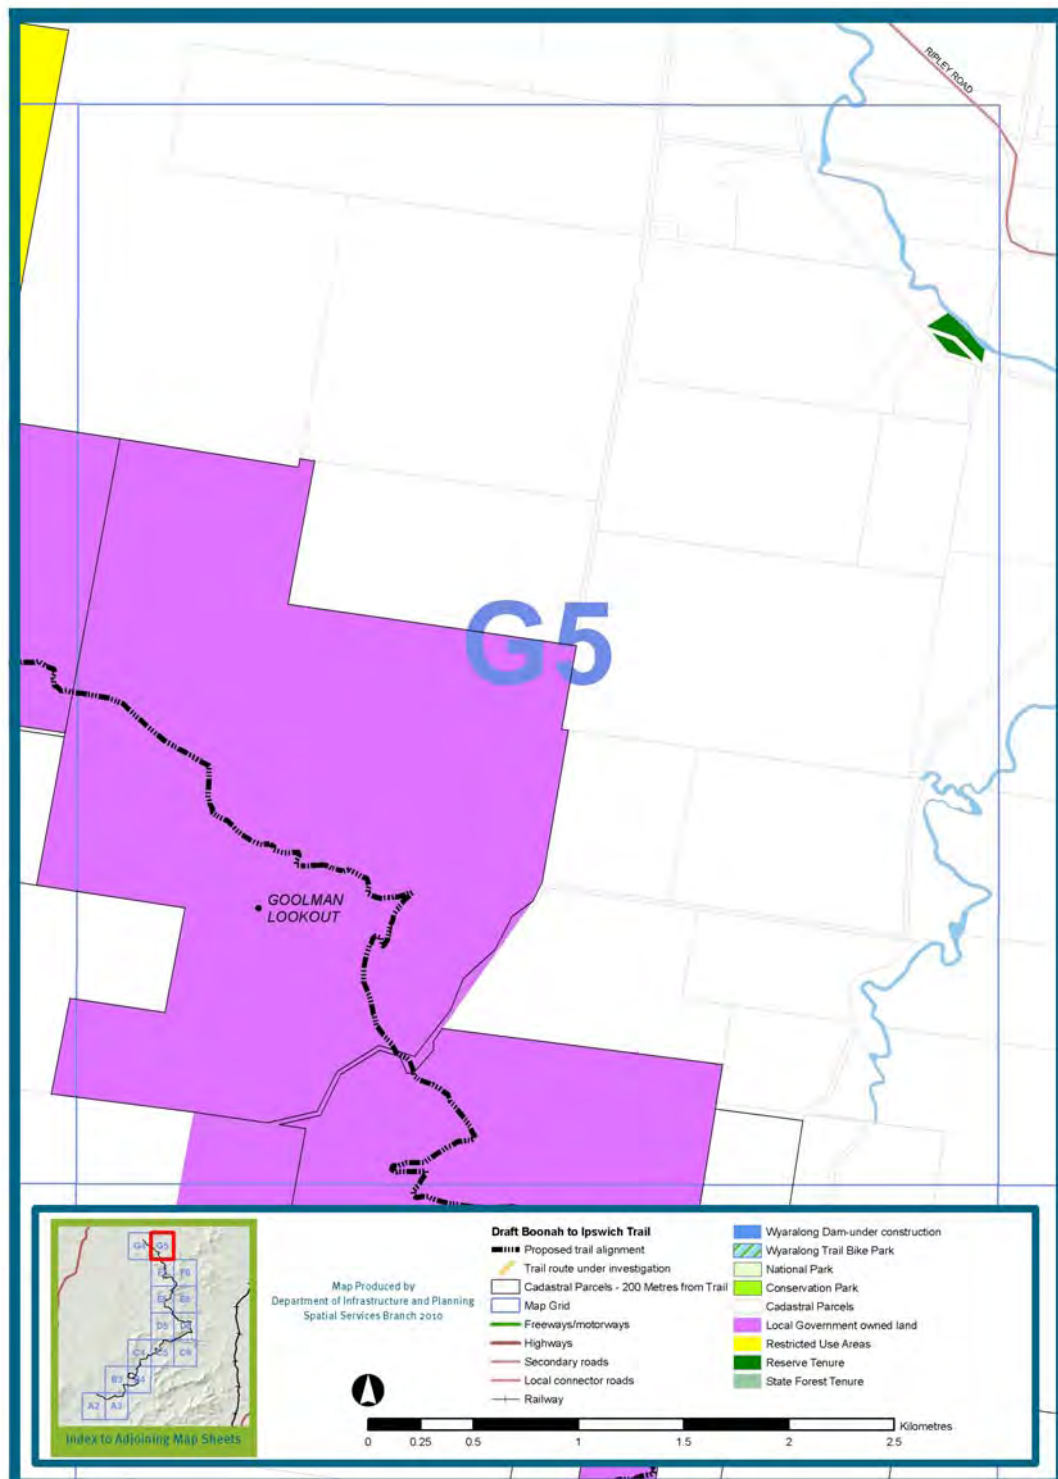 RIPLEY ROAD
G5
GOOLMAN
LOOKOUT
G4
G5
F6
D5
C4
C5
C6
B3
B4
A2
A3
Index to Adjoining Map Sheets
Map Produced by
Department of Infrastructure and Planning
Spatial Services Branch 2010
Draft Boonah to Ipswich Trail
Proposed trail alignment
Trail route under investigation
Cadastral Parcels - 200 Metres from Trail
Map Grid
Freeways/motorways
Highways
Secondary roads
Local connector roads
Railway
Wyaralong Dam-under construction
Wyaralong Trail Bike Park
National Park
Conservation Park
Cadastral Parcels
Local Government owned land
Restricted Use Areas
Reserve Tenure
State Forest Tenure
Kilometres
0 0.25 0.5 1 1.5 2 2.5